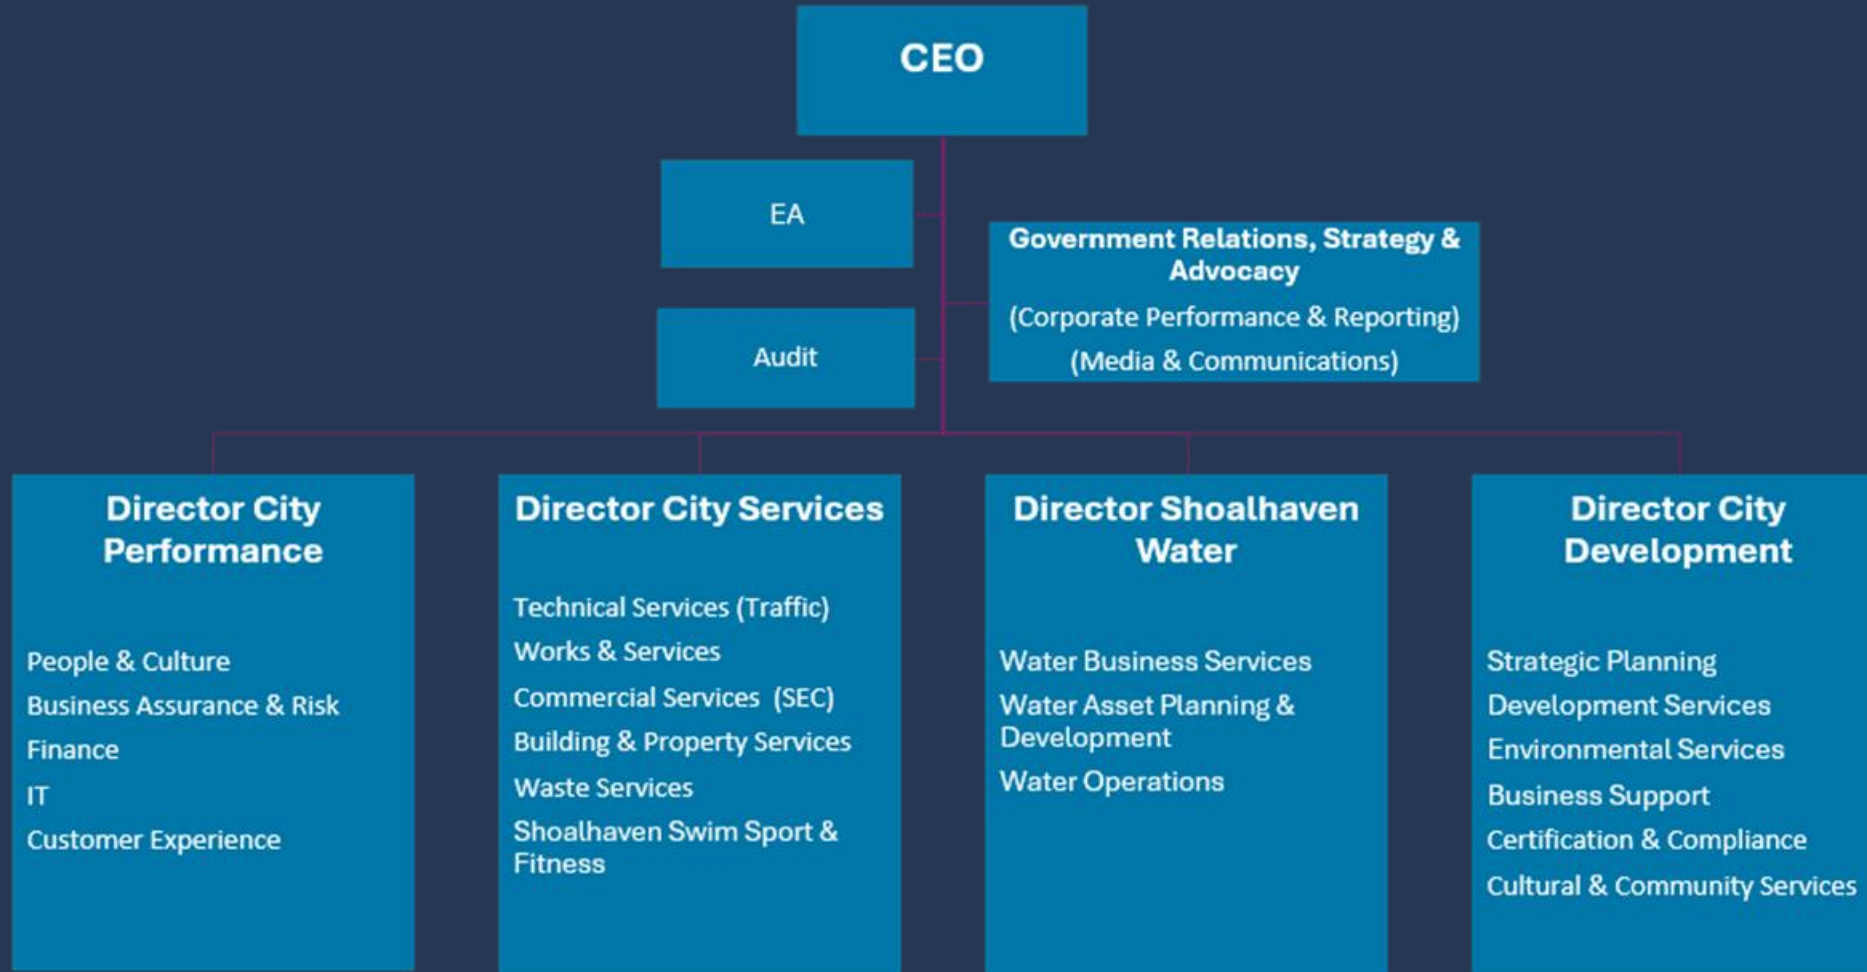 CEO
EA
Government Relations, Strategy &
Advocacy
(Corporate Performance & Reporting)
(Media & Communications)
Audit
Director City
Performance
People & Culture
Business Assurance & Risk
Finance
IT
Customer Experience
Director City Services
Technical Services (Traffic)
Works & Services
Commercial Services  (SEC)
Building & Property Services
Waste Services
Shoalhaven Swim Sport &
Fitness
Director Shoalhaven
Water
Water Business Services
Water Asset Planning &
Development
Water Operations
Director City
Development
Strategic Planning
Development Services
Environmental Services
Business Support
Certification & Compliance
Cultural & Community Services